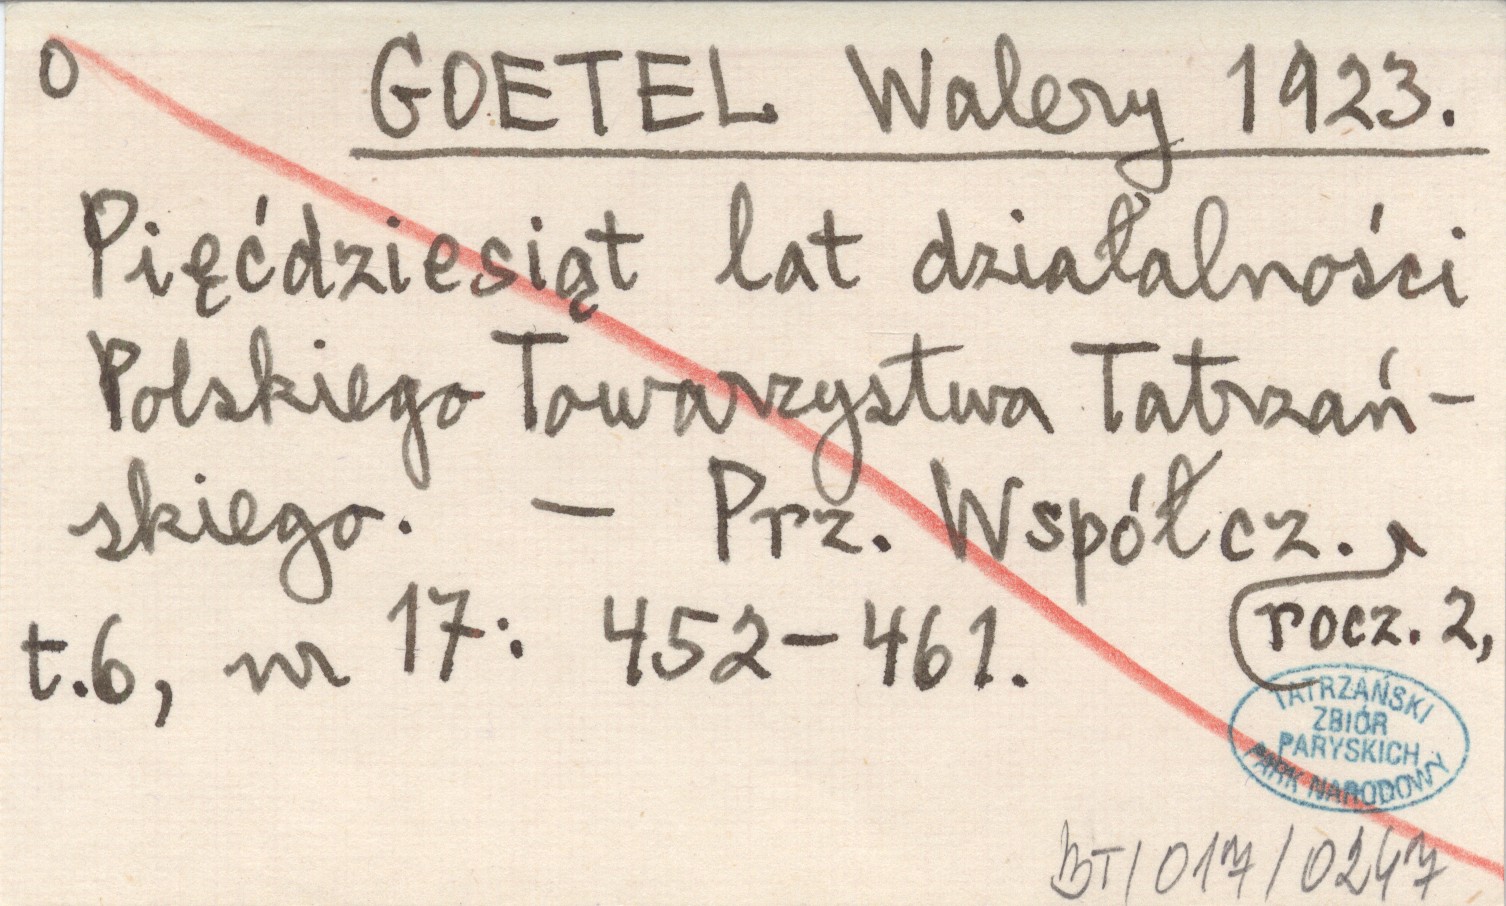 O GOETEL Walery 1923.
Pięćdziesiąt lat działalności
Polskiego Towarzystwa Tatrzań-
skiego. – Prz. Współcz.
rocz. 2,
t.6, nr 17: 452–461.
TATRZAŃSKI
ZBIÓR
PARYSKICH
PARK NARODOWY
BT/017/0247